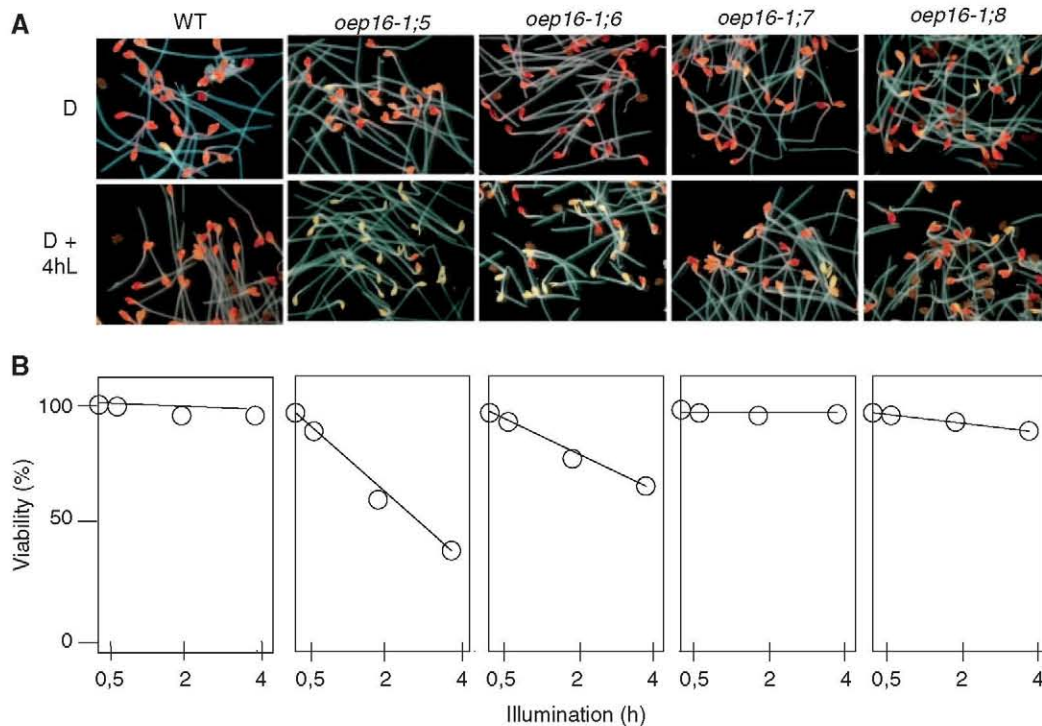 A
WT oep16-1;5 oep16-1;6 oep16-1;7 oep16-1;8
D
D +
4hL
B
Viability (%)
100
50
0
0,5 2 4 0,5 2 4 0,5 2 4 0,5 2 4 0,5 2 4
Illumination (h)